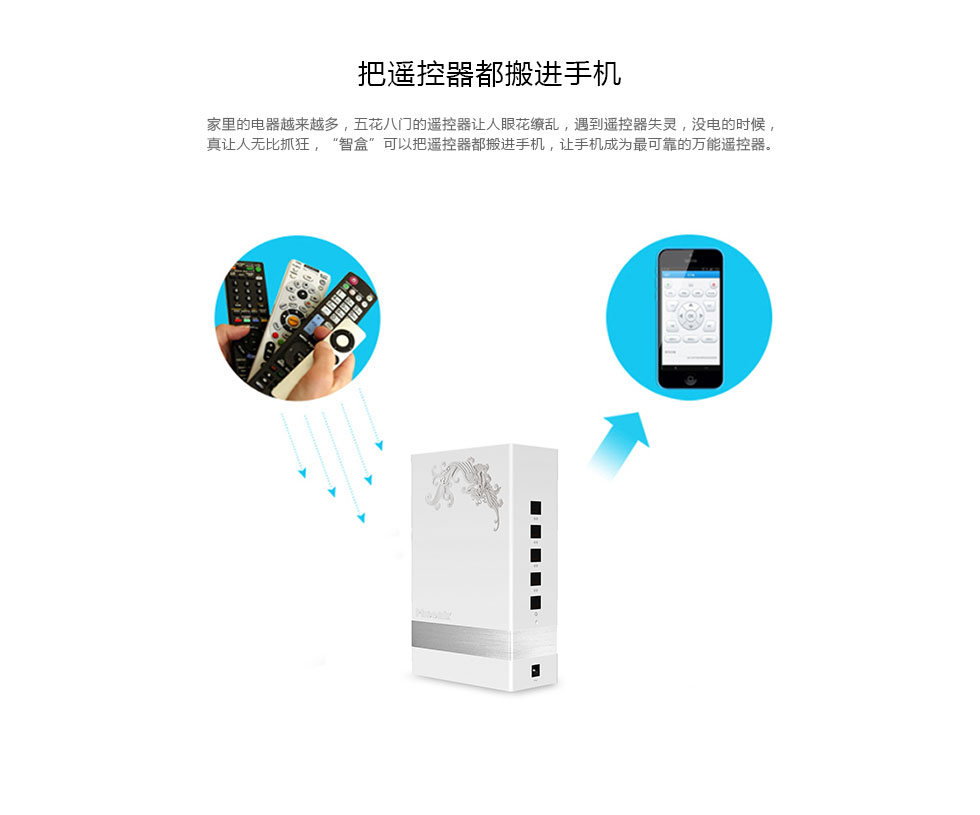 把遥控器都搬进手机
家里的电器越来越多，五花八门的遥控器让人眼花缭乱，遇到遥控器失灵，没电的时候，
真让人无比抓狂，“智盒”可以把遥控器都搬进手机，让手机成为最可靠的万能遥控器。